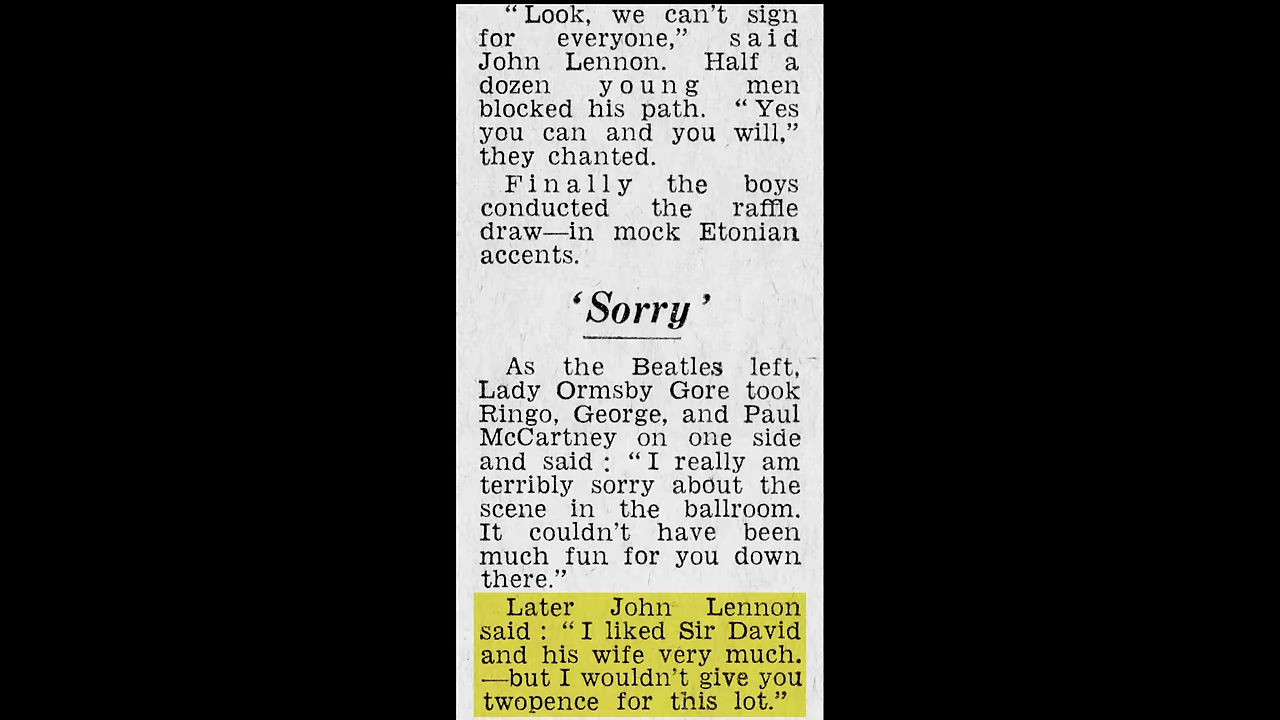 “Look, we can't sign
for everyone,” said
John Lennon. Half a
dozen young men
blocked his path. “Yes
you can and you will,”
they chanted.
Finally the boys
conducted the raffle
draw—in mock Etonian
accents.
‘Sorry’
As the Beatles left,
Lady Ormsby Gore took
Ringo, George, and Paul
McCartney on one side
and said : “I really am
terribly sorry about the
scene in the ballroom.
It couldn't have been
much fun for you down
there.”
Later John Lennon
said : “I liked Sir David
and his wife very much.
—but I wouldn't give you
twopence for this lot.”